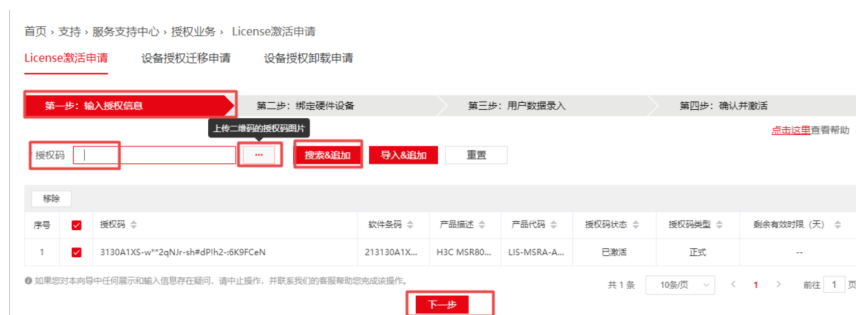 首页 › 支持 › 服务支持中心 › 授权业务 › License激活申请
License激活申请 设备授权迁移申请 设备授权卸载申请
第一步：输入授权信息 第二步：绑定硬件设备 第三步：用户数据录入 第四步：确认并激活
上传二维码的授权码图片
点击这里查看帮助
授权码 ... 搜索&追加 导入&追加 重置
移除
序号 授权码 软件条码 产品描述 产品代码 授权码状态 授权码类型 剩余有效时限（天）
1 3130A1XS-w**2qNJr-sh#dP!h2-:6K9FCeN 213130A1X... H3C MSR80... LIS-MSRA-A... 已激活 正式 --
如果您对本向导中任何展示和输入信息存在疑问，请中止操作，并联系我们的客服帮助您完成该操作。
共 1 条 10条/页 < 1 > 前往 1 页
下一步